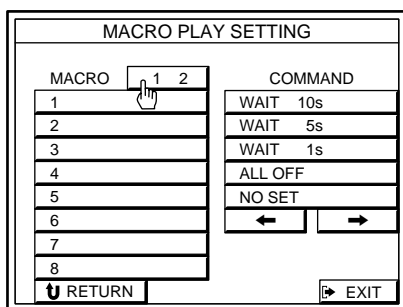 MACRO PLAY SETTING
MACRO 1 2
1
2
3
4
5
6
7
8
COMMAND
WAIT 10s
WAIT 5s
WAIT 1s
ALL OFF
NO SET
RETURN
EXIT